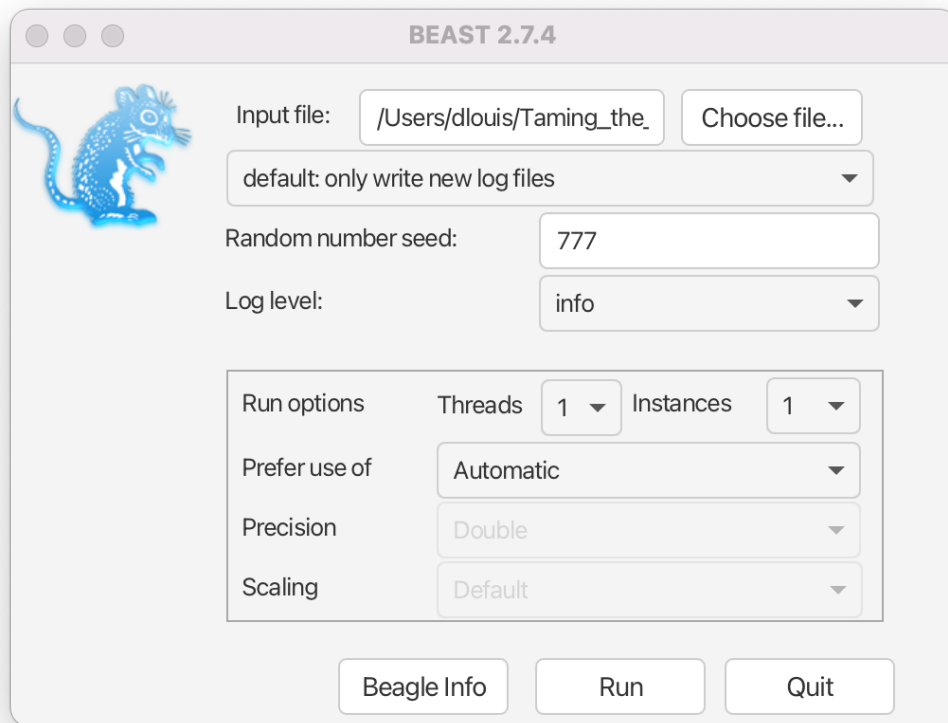 BEAST 2.7.4
Input file: /Users/dlouis/Taming_the_ Choose file...
default: only write new log files
Random number seed: 777
Log level: info
Run options Threads 1 Instances 1
Prefer use of Automatic
Precision Double
Scaling Default
Beagle Info Run Quit